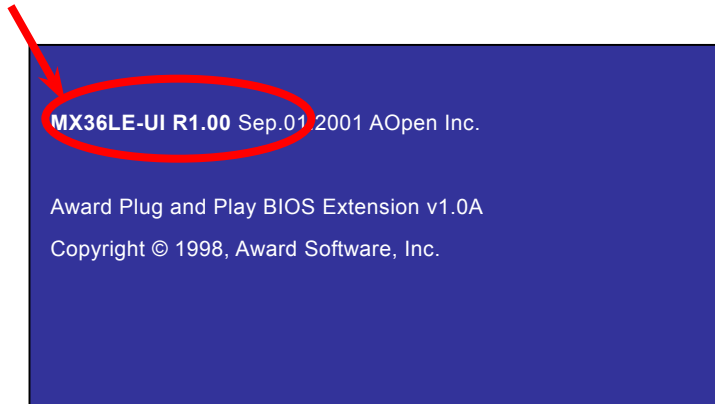 MX36LE-UI R1.00 Sep.01.2001 AOpen Inc.
Award Plug and Play BIOS Extension v1.0A
Copyright © 1998, Award Software, Inc.